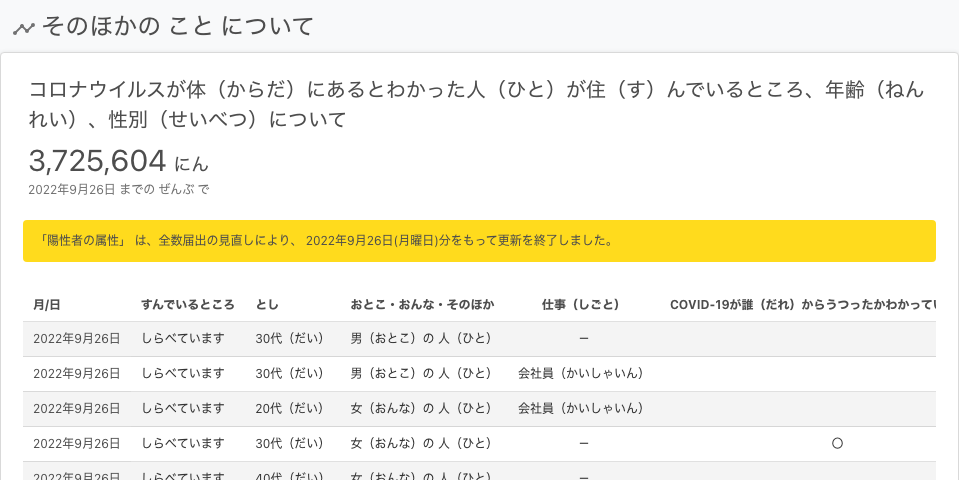 そのほかの こと について
コロナウイルスが体（からだ）にあるとわかった人（ひと）が住（す）んでいるところ、年齢（ねん
れい）、性別（せいべつ）について
3,725,604 にん
2022年9月26日 までの ぜんぶ で
「陽性者の属性」 は、全数届出の見直しにより、 2022年9月26日(月曜日)分をもって更新を終了しました。
月/日 すんでいるところ とし おとこ・おんな・そのほか 仕事（しごと） COVID-19が誰（だれ）からうつったかわかってい
2022年9月26日 しらべています 30代（だい） 男（おとこ）の 人（ひと） −
2022年9月26日 しらべています 30代（だい） 男（おとこ）の 人（ひと） 会社員（かいしゃいん）
2022年9月26日 しらべています 20代（だい） 女（おんな）の 人（ひと） 会社員（かいしゃいん）
2022年9月26日 しらべています 30代（だい） 女（おんな）の 人（ひと） − 〇
2022年9月26日 しらべています 40代（だい） 女（おんな）の 人（ひと） −